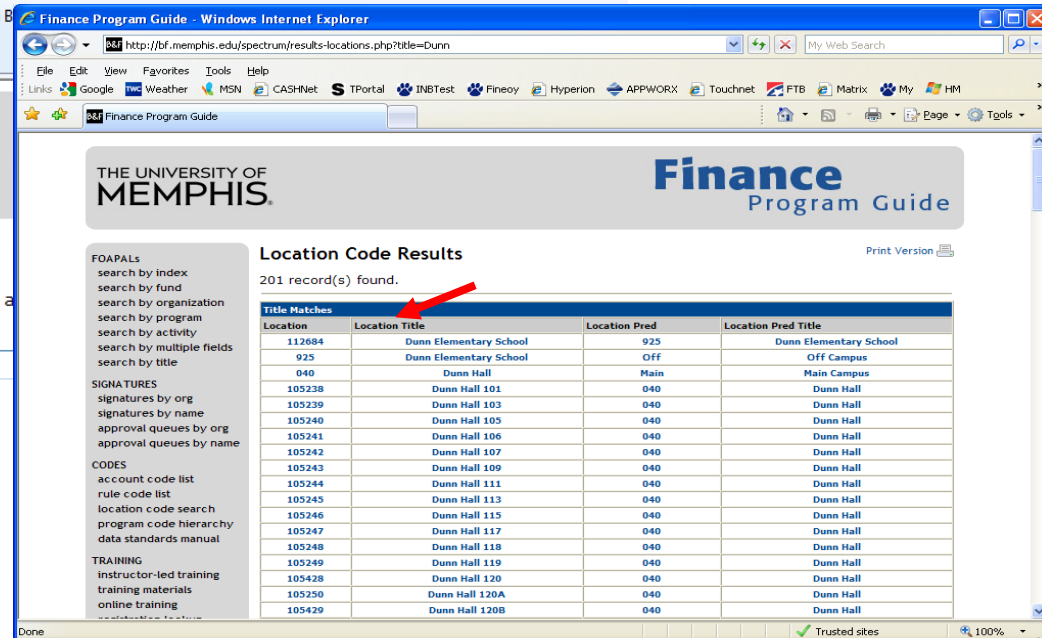 B
Finance Program Guide - Windows Internet Explorer
B&F http://bf.memphis.edu/spectrum/results-locations.php?title=Dunn My Web Search
File Edit View Favorites Tools Help
Links Google TWC Weather MSN CASHNet S TPortal INBTest Fineoy Hyperion APPWORX Touchnet FTB Matrix My HM »
B&F Finance Program Guide Page Tools »
THE UNIVERSITY OF
MEMPHIS.
Finance
Program Guide
FOAPALs
search by index
search by fund
a
search by organization
search by program
search by activity
search by multiple fields
search by title
SIGNATURES
signatures by org
signatures by name
approval queues by org
approval queues by name
CODES
account code list
rule code list
location code search
program code hierarchy
data standards manual
TRAINING
instructor-led training
training materials
online training
Location Code Results
Print Version
201 record(s) found.
Title Matches
Location Location Title Location Pred Location Pred Title
112684 Dunn Elementary School 925 Dunn Elementary School
925 Dunn Elementary School Off Off Campus
040 Dunn Hall Main Main Campus
105238 Dunn Hall 101 040 Dunn Hall
105239 Dunn Hall 103 040 Dunn Hall
105240 Dunn Hall 105 040 Dunn Hall
105241 Dunn Hall 106 040 Dunn Hall
105242 Dunn Hall 107 040 Dunn Hall
105243 Dunn Hall 109 040 Dunn Hall
105244 Dunn Hall 111 040 Dunn Hall
105245 Dunn Hall 113 040 Dunn Hall
105246 Dunn Hall 115 040 Dunn Hall
105247 Dunn Hall 117 040 Dunn Hall
105248 Dunn Hall 118 040 Dunn Hall
105249 Dunn Hall 119 040 Dunn Hall
105428 Dunn Hall 120 040 Dunn Hall
105250 Dunn Hall 120A 040 Dunn Hall
105429 Dunn Hall 120B 040 Dunn Hall
Done Trusted sites 100%